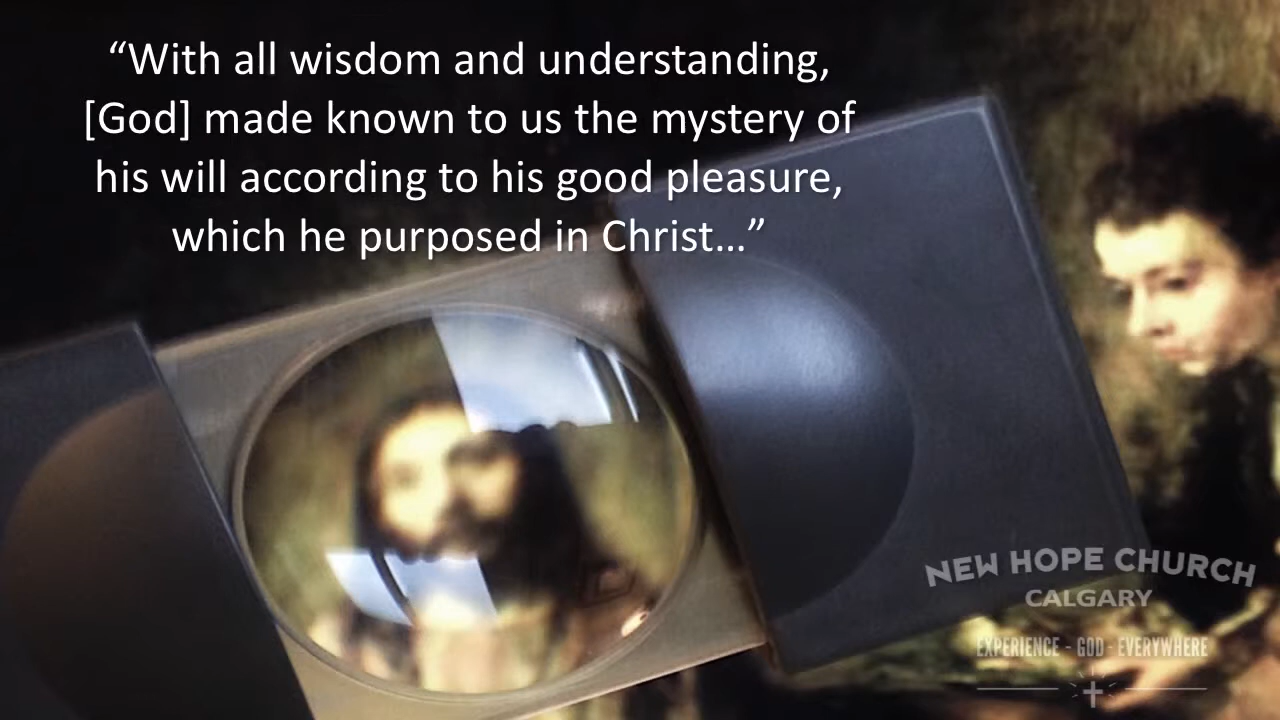 “With all wisdom and understanding,
[God] made known to us the mystery of
his will according to his good pleasure,
which he purposed in Christ…”
NEW HOPE CHURCH
CALGARY
EXPERIENCE - GOD - EVERYWHERE